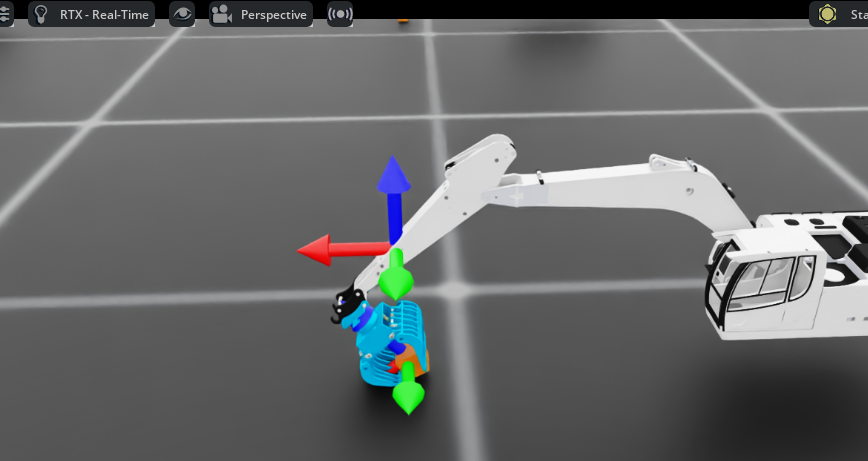 RTX - Real-Time
Perspective
Sta